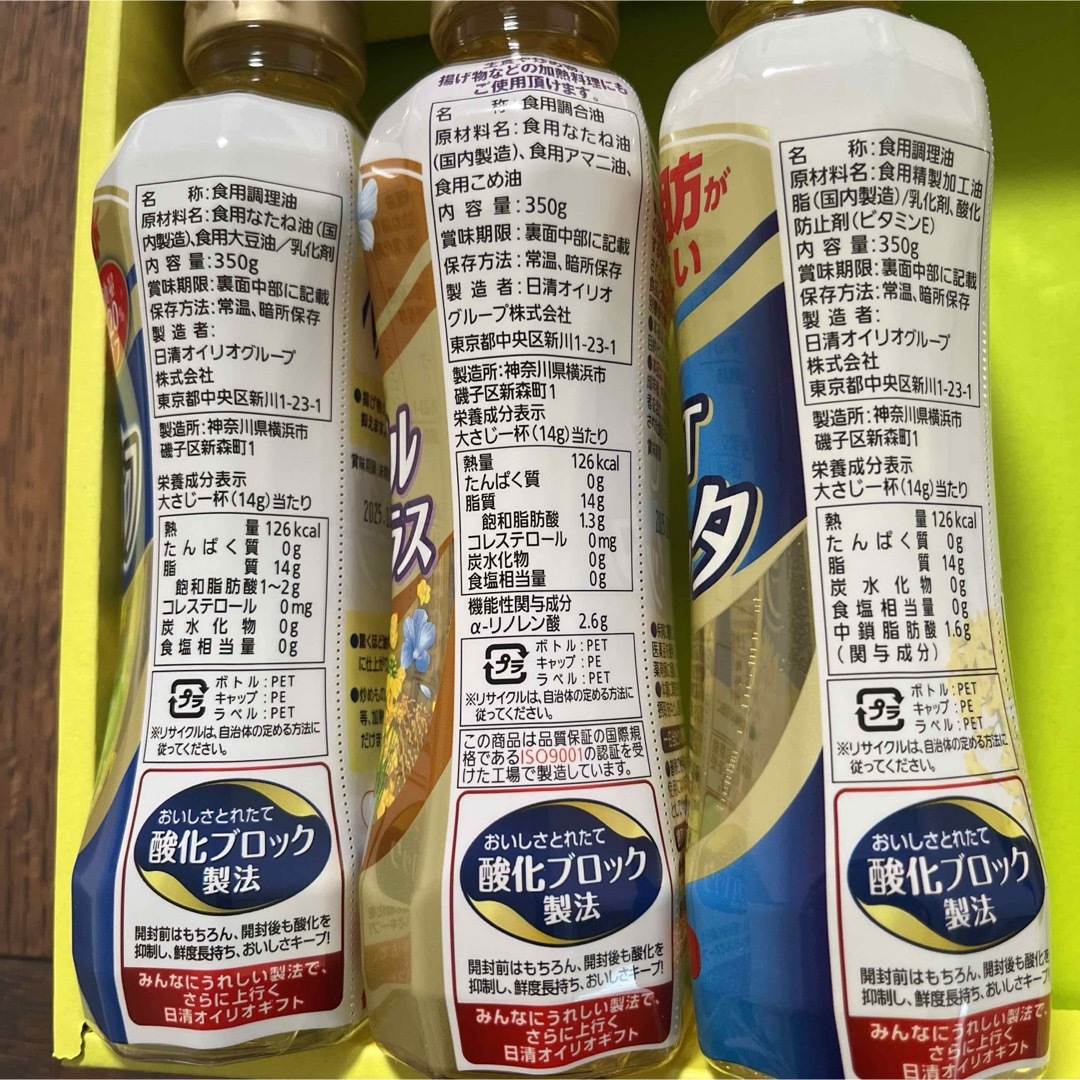 名 称:食用調理油
原材料名:食用なたね油(国
内製造)、食用大豆油／乳化剤
内容量:350g
賞味期限:裏面中部に記載
保存方法:常温、暗所保存
製造者:
日清オイリオグループ
株式会社
東京都中央区新川1-23-1
製造所:神奈川県横浜市
磯子区新森町1
栄養成分表示
大さじ一杯(14g)当たり
熱量 126kcal
たんぱく質 0g
脂質 14g
飽和脂肪酸 1~2g
コレステロール 0mg
炭水化物 0g
食塩相当量 0g
プラ
ボトル:PET
キャップ:PE
ラベル:PET
※リサイクルは、自治体の定める方法に
従ってください。
おいしさとれたて
酸化ブロック
製法
開封前はもちろん、開封後も酸化を
抑制し、鮮度長持ち、おいしさキープ!
みんなにうれしい製法で、
さらに上行く
日清オイリオギフト
揚げ物などの加熱料理にも
ご使用頂けます。
名 称:食用調合油
原材料名:食用なたね油
(国内製造)、食用アマニ油、
食用こめ油
内容量:350g
賞味期限:裏面中部に記載
保存方法:常温、暗所保存
製造者:日清オイリオ
グループ株式会社
東京都中央区新川1-23-1
製造所:神奈川県横浜市
磯子区新森町1
栄養成分表示
大さじ一杯(14g)当たり
熱量 126kcal
たんぱく質 0g
脂質 14g
飽和脂肪酸 1.3g
コレステロール 0mg
炭水化物 0g
食塩相当量 0g
機能性関与成分
α-リノレン酸 2.6g
プラ
ボトル:PET
キャップ:PE
ラベル:PET
※リサイクルは、自治体の定める方法に
従ってください。
この商品は品質保証の国際規
格であるISO9001の認証を受
けた工場で製造しています。
おいしさとれたて
酸化ブロック
製法
開封前はもちろん、開封後も酸化を
抑制し、鮮度長持ち、おいしさキープ!
みんなにうれしい製法で、
さらに上行く
日清オイリオギフト
肪が
い
タ
名 称:食用調理油
原材料名:食用精製加工油
脂(国内製造)/乳化剤、酸化
防止剤(ビタミンE)
内容量:350g
賞味期限:裏面中部に記載
保存方法:常温、暗所保存
製造者:
日清オイリオグループ
株式会社
東京都中央区新川1-23-1
製造所:神奈川県横浜市
磯子区新森町1
栄養成分表示
大さじ一杯(14g)当たり
熱量 126kcal
たんぱく質 0g
脂質 14g
炭水化物 0g
食塩相当量 0g
中鎖脂肪酸 1.6g
(関与成分)
プラ
ボトル:PET
キャップ:PE
ラベル:PET
※リサイクルは、自治体の定める方法に
従ってください。
おいしさとれたて
酸化ブロック
製法
開封前はもちろん、開封後も酸化を
抑制し、鮮度長持ち、おいしさキープ!
みんなにうれしい製法で、
さらに上行く
日清オイリオギフト